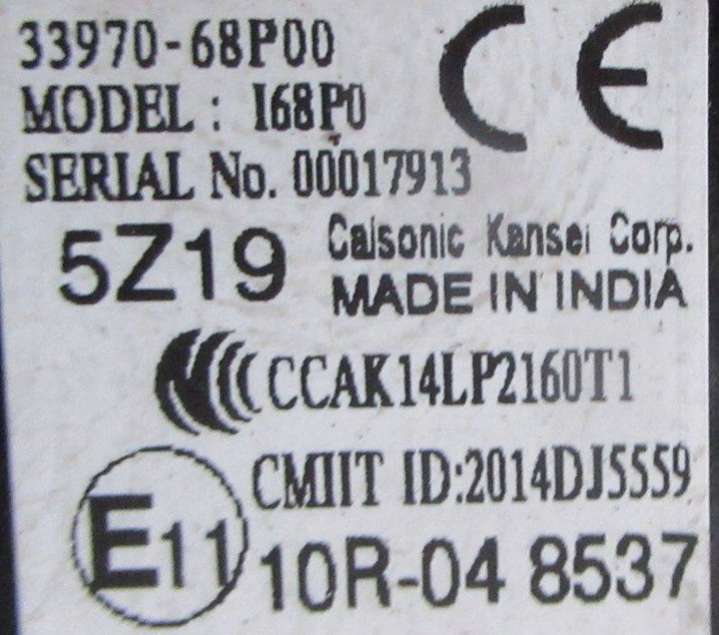 33970-68P00
CE
MODEL : I68P0
SERIAL No. 00017913
5Z19
Calsonic Kansei Corp.
MADE IN INDIA
CCAK14LP2160T1
CMIIT ID:2014DJ5559
E11
10R-04 8537